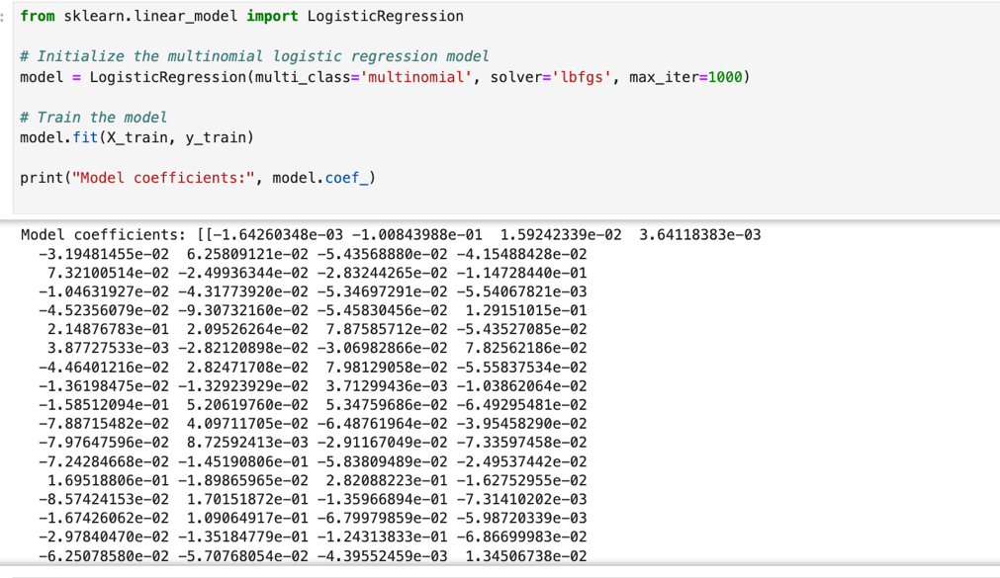 from sklearn.linear_model import LogisticRegression
# Initialize the multinomial logistic regression model
model = LogisticRegression(multi_class='multinomial', solver='lbfgs', max_iter=1000)
# Train the model
model.fit(X_train, y_train)
print("Model coefficients:", model.coef_)
Model coefficients: [[-1.64260348e-03 -1.00843988e-01  1.59242339e-02  3.64118383e-03
-3.19481455e-02  6.25809121e-02 -5.43568880e-02 -4.15488428e-02
7.32100514e-02 -2.49936344e-02 -2.83244265e-02 -1.14728440e-01
-1.04631927e-02 -4.31773920e-02 -5.34697291e-02 -5.54067821e-03
-4.52356079e-02 -9.30732160e-02 -5.45830456e-02  1.29151015e-01
2.14876783e-01  2.09526264e-02  7.87585712e-02 -5.43527085e-02
3.87727533e-03 -2.82120898e-02 -3.06982866e-02  7.82562186e-02
-4.46401216e-02  2.82471708e-02  7.98129058e-02 -5.55837534e-02
-1.36198475e-02 -1.32923929e-02  3.71299436e-03 -1.03862064e-02
-1.58512094e-01  5.20619760e-02  5.34759686e-02 -6.49295481e-02
-7.88715482e-02  4.09711705e-02 -6.48761964e-02 -3.95458290e-02
-7.97647596e-02  8.72592413e-03 -2.91167049e-02 -7.33597458e-02
-7.24284668e-02 -1.45190806e-01 -5.83809489e-02 -2.49537442e-02
1.69518806e-01 -1.89865965e-02  2.82088223e-01 -1.62752955e-02
-8.57424153e-02  1.70151872e-01 -1.35966894e-01 -7.31410202e-03
-1.67426062e-02  1.09064917e-01 -6.79979859e-02 -5.98720339e-03
-2.97840470e-02 -1.35184779e-01 -1.24313833e-01 -6.86699983e-02
-6.25078580e-02 -5.70768054e-02 -4.39552459e-03  1.34506738e-02